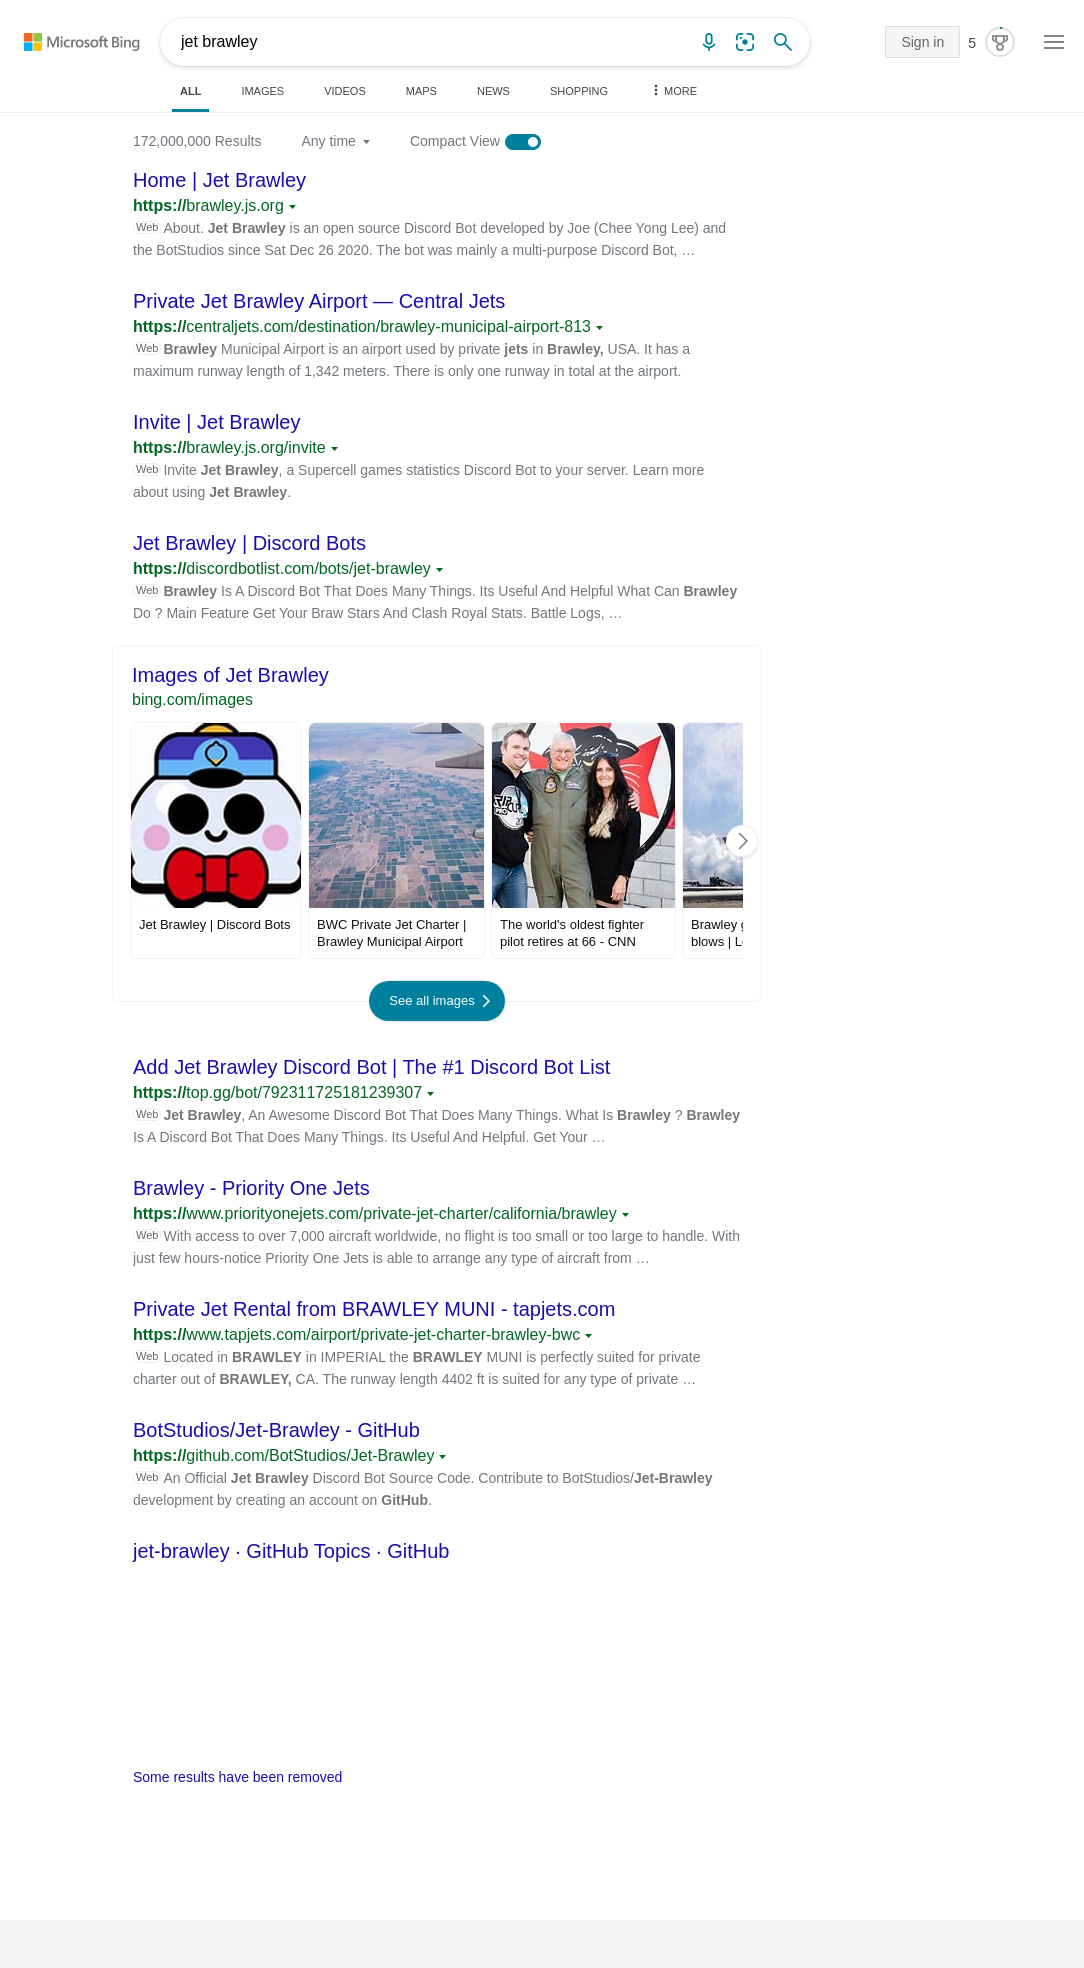 Microsoft Bing
jet brawley
Sign in
5
ALL
IMAGES
VIDEOS
MAPS
NEWS
SHOPPING
MORE
172,000,000 Results
Any time
Compact View
Home | Jet Brawley
https://brawley.js.org
Web About. Jet Brawley is an open source Discord Bot developed by Joe (Chee Yong Lee) and
the BotStudios since Sat Dec 26 2020. The bot was mainly a multi-purpose Discord Bot, …
Private Jet Brawley Airport — Central Jets
https://centraljets.com/destination/brawley-municipal-airport-813
Web Brawley Municipal Airport is an airport used by private jets in Brawley, USA. It has a
maximum runway length of 1,342 meters. There is only one runway in total at the airport.
Invite | Jet Brawley
https://brawley.js.org/invite
Web Invite Jet Brawley, a Supercell games statistics Discord Bot to your server. Learn more
about using Jet Brawley.
Jet Brawley | Discord Bots
https://discordbotlist.com/bots/jet-brawley
Web Brawley Is A Discord Bot That Does Many Things. Its Useful And Helpful What Can Brawley
Do ? Main Feature Get Your Braw Stars And Clash Royal Stats. Battle Logs, …
Images of Jet Brawley
bing.com/images
Jet Brawley | Discord Bots
BWC Private Jet Charter |
Brawley Municipal Airport
The world's oldest fighter
pilot retires at 66 - CNN
Brawley
blows |
See all images
Add Jet Brawley Discord Bot | The #1 Discord Bot List
https://top.gg/bot/792311725181239307
Web Jet Brawley, An Awesome Discord Bot That Does Many Things. What Is Brawley ? Brawley
Is A Discord Bot That Does Many Things. Its Useful And Helpful. Get Your …
Brawley - Priority One Jets
https://www.priorityonejets.com/private-jet-charter/california/brawley
Web With access to over 7,000 aircraft worldwide, no flight is too small or too large to handle. With
just few hours-notice Priority One Jets is able to arrange any type of aircraft from …
Private Jet Rental from BRAWLEY MUNI - tapjets.com
https://www.tapjets.com/airport/private-jet-charter-brawley-bwc
Web Located in BRAWLEY in IMPERIAL the BRAWLEY MUNI is perfectly suited for private
charter out of BRAWLEY, CA. The runway length 4402 ft is suited for any type of private …
BotStudios/Jet-Brawley - GitHub
https://github.com/BotStudios/Jet-Brawley
Web An Official Jet Brawley Discord Bot Source Code. Contribute to BotStudios/Jet-Brawley
development by creating an account on GitHub.
jet-brawley · GitHub Topics · GitHub
Some results have been removed